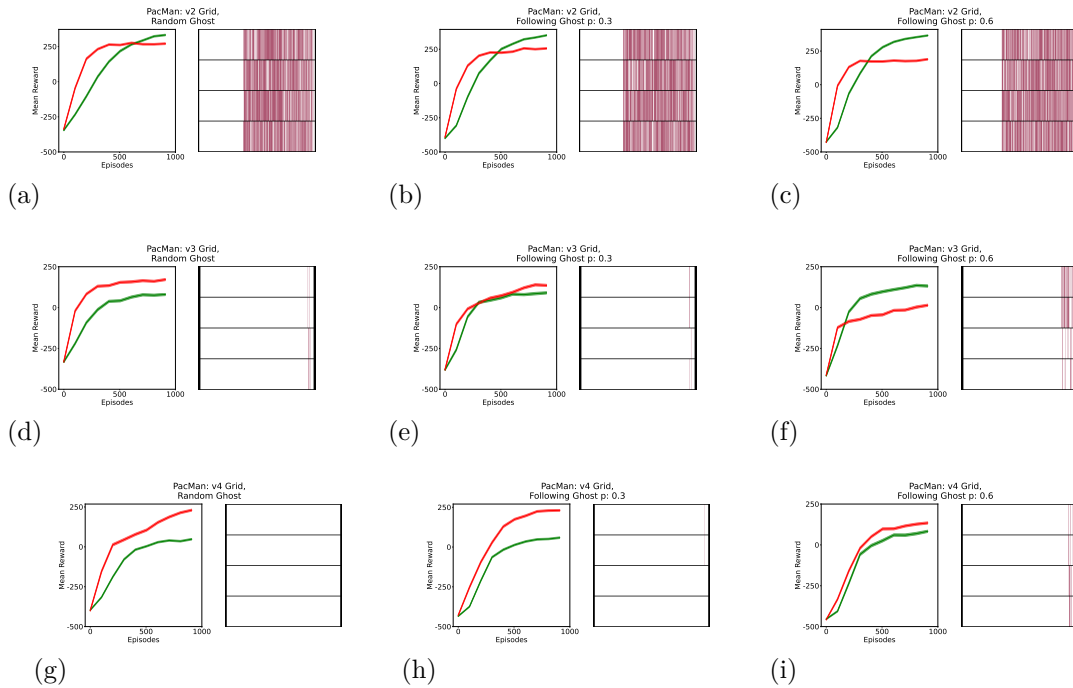 PacMan: v2 Grid,
Random Ghost
250
0
-250
-500
Mean Reward
0
500
1000
Episodes
(a)
PacMan: v2 Grid,
Following Ghost p: 0.3
250
0
-250
-500
Mean Reward
0
500
1000
Episodes
(b)
PacMan: v2 Grid,
Following Ghost p: 0.6
250
0
-250
-500
Mean Reward
0
500
1000
Episodes
(c)
PacMan: v3 Grid,
Random Ghost
250
0
-250
-500
Mean Reward
0
500
1000
Episodes
(d)
PacMan: v3 Grid,
Following Ghost p: 0.3
250
0
-250
-500
Mean Reward
0
500
1000
Episodes
(e)
PacMan: v3 Grid,
Following Ghost p: 0.6
250
0
-250
-500
Mean Reward
0
500
1000
Episodes
(f)
PacMan: v4 Grid,
Random Ghost
250
0
-250
-500
Mean Reward
0
500
1000
Episodes
(g)
PacMan: v4 Grid,
Following Ghost p: 0.3
250
0
-250
-500
Mean Reward
0
500
1000
Episodes
(h)
PacMan: v4 Grid,
Following Ghost p: 0.6
250
0
-250
-500
Mean Reward
0
500
1000
Episodes
(i)